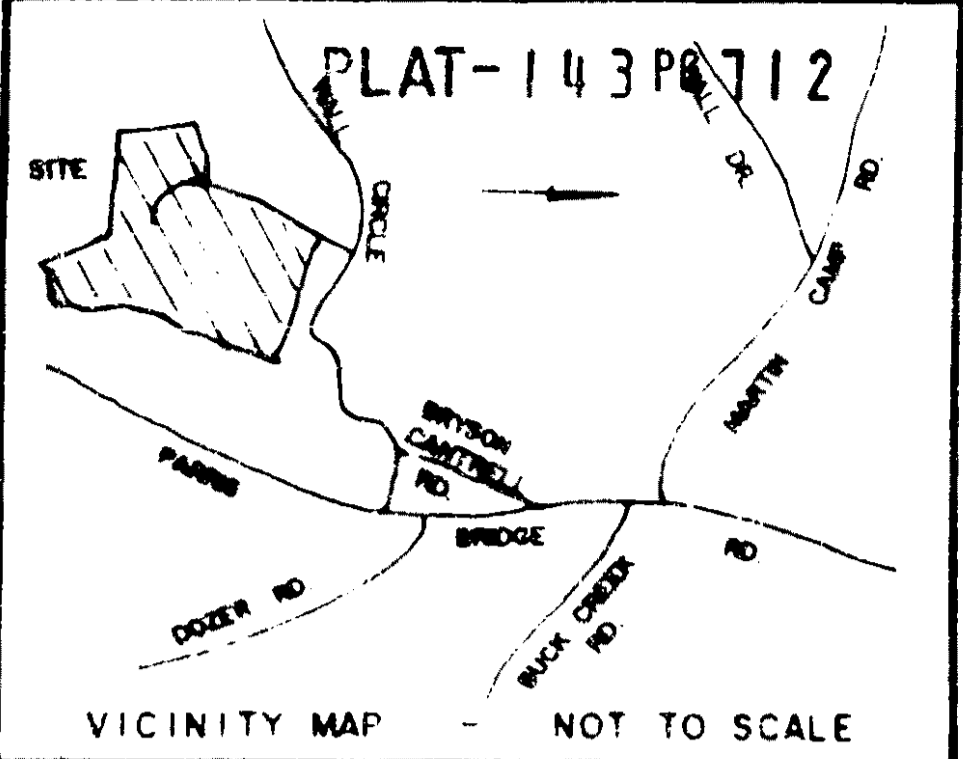 PLAT-143PG712
SITE
CIRCLE
DR.
RD.
CAMP
MARTIN
BRYSON
CANTRELL
RD.
PARRIS
BRIDGE
RD.
DOZER RD.
BUCK CREEK
RD.
VICINITY MAP - NOT TO SCALE